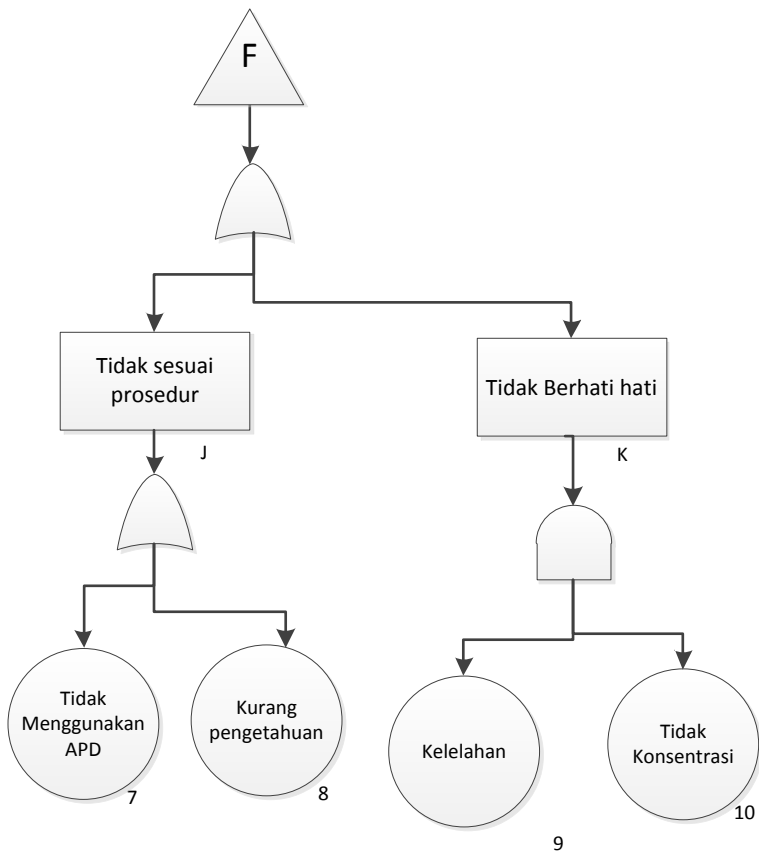 F
Tidak sesuai
prosedur
J
Tidak Berhati hati
K
Tidak
Menggunakan
APD
7
Kurang
pengetahuan
8
Kelelahan
9
Tidak
Konsentrasi
10